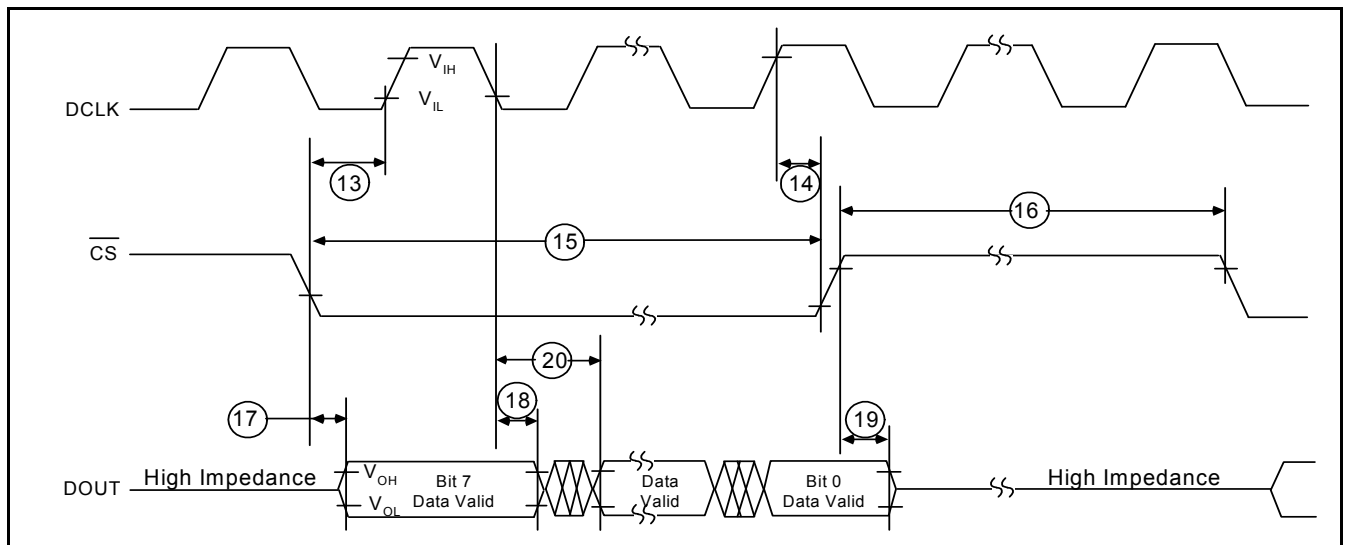 V_IH
DCLK
V_IL
13
14
16
CS
15
20
18
17
19
High Impedance
V_OH
Bit 7
Data
Bit 0
High Impedance
DOUT
V_OL
Data Valid
Valid
Data Valid